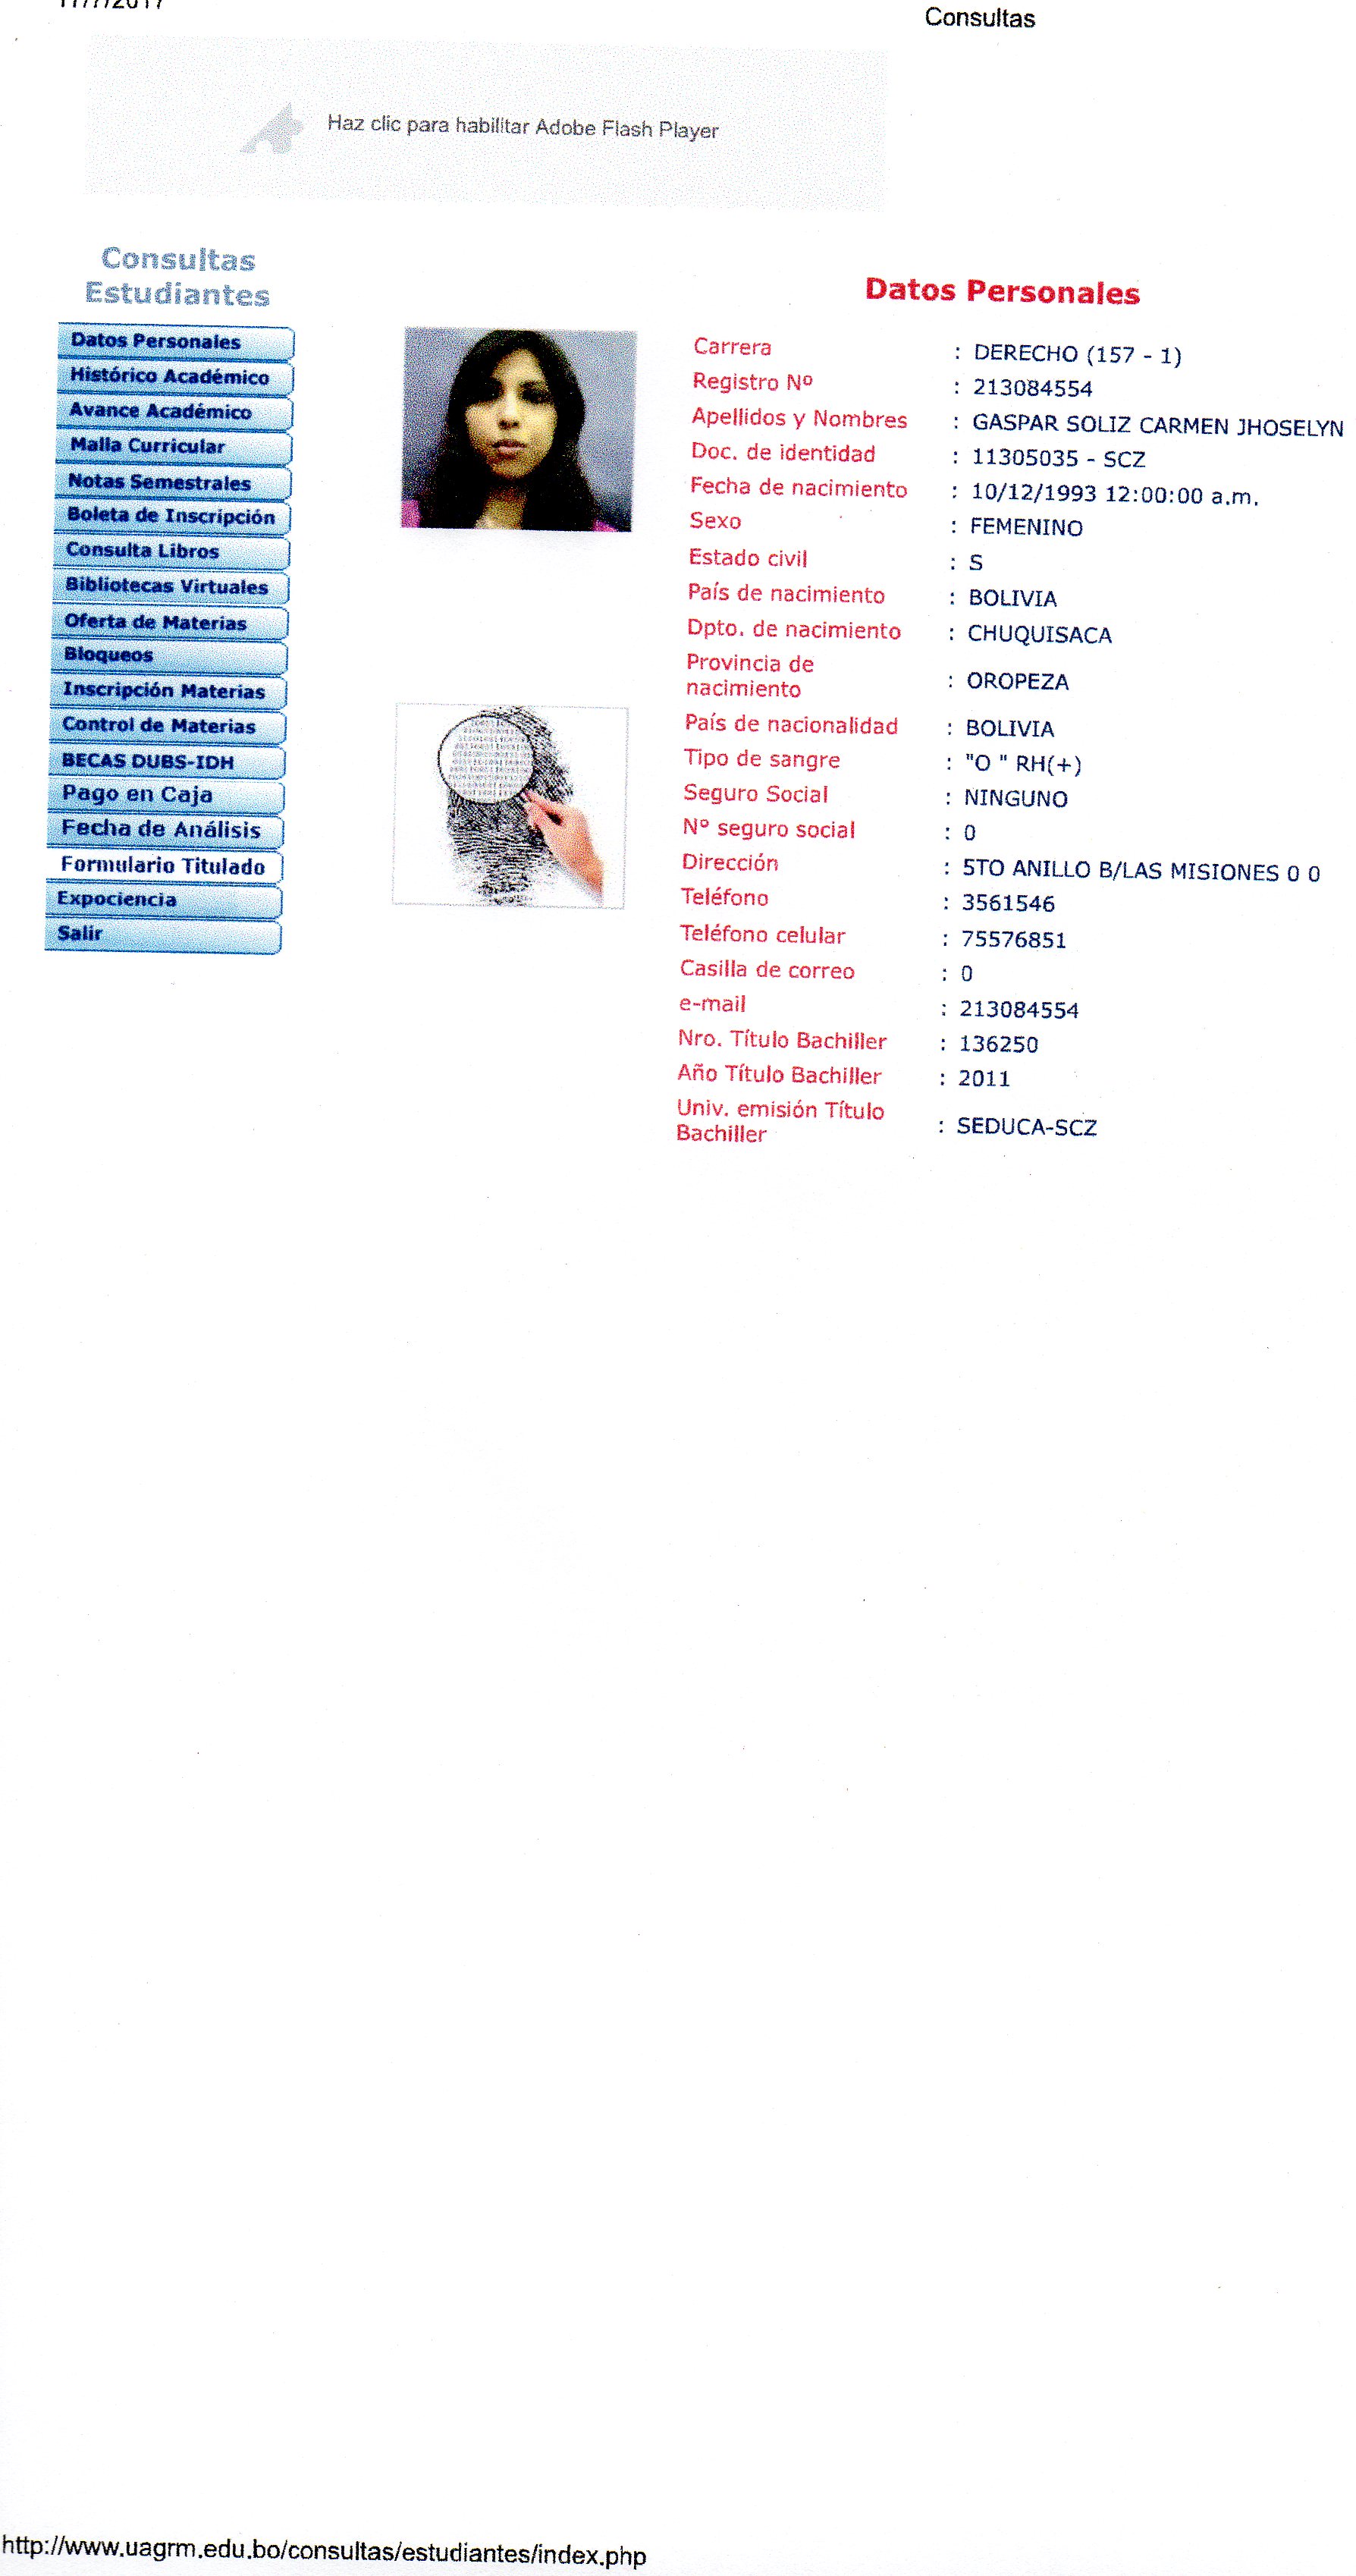 11/7/2017
Consultas
Haz clic para habilitar Adobe Flash Player
Consultas
Estudiantes
Datos Personales
Histórico Académico
Avance Académico
Malla Curricular
Notas Semestrales
Boleta de Inscripción
Consulta Libros
Bibliotecas Virtuales
Oferta de Materias
Bloqueos
Inscripción Materias
Control de Materias
BECAS DUBS-IDH
Pago en Caja
Fecha de Análisis
Formulario Titulado
Expociencia
Salir
Datos Personales
Carrera : DERECHO (157 - 1)
Registro Nº : 213084554
Apellidos y Nombres : GASPAR SOLIZ CARMEN JHOSELYN
Doc. de identidad : 11305035 - SCZ
Fecha de nacimiento : 10/12/1993 12:00:00 a.m.
Sexo : FEMENINO
Estado civil : S
País de nacimiento : BOLIVIA
Dpto. de nacimiento : CHUQUISACA
Provincia de
nacimiento : OROPEZA
País de nacionalidad : BOLIVIA
Tipo de sangre : "O " RH(+)
Seguro Social : NINGUNO
Nº seguro social : 0
Dirección : 5TO ANILLO B/LAS MISIONES 0 0
Teléfono : 3561546
Teléfono celular : 75576851
Casilla de correo : 0
e-mail : 213084554
Nro. Título Bachiller : 136250
Año Título Bachiller : 2011
Univ. emisión Título
Bachiller : SEDUCA-SCZ
http://www.uagrm.edu.bo/consultas/estudiantes/index.php